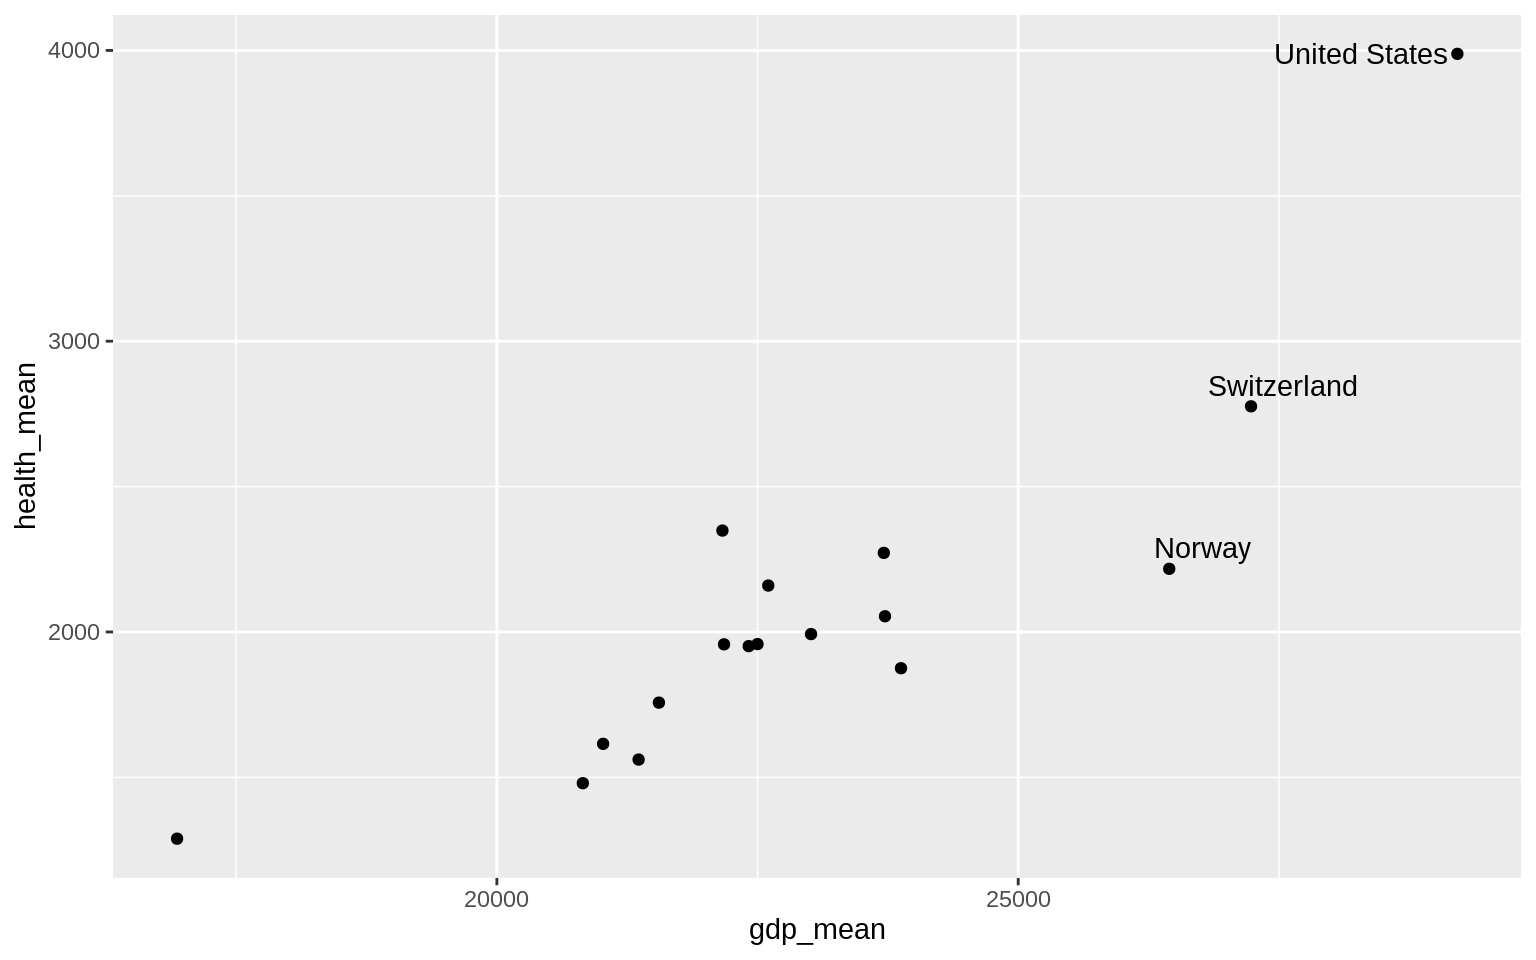 4000
United States
3000
Switzerland
Norway
2000
20000
25000
gdp_mean
health_mean